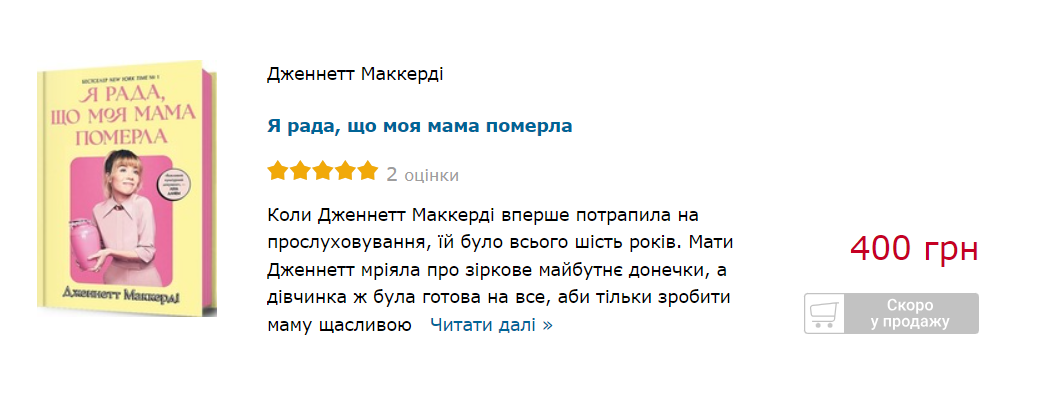 БЕСТСЕЛЕР NEW YORK TIME № 1
Я РАДА,
ЩО МОЯ МАМА
ПОМЕРЛА
Дженнетт Маккерді
Дженнетт Маккерді
Я рада, що моя мама померла
2 оцінки
Коли Дженнетт Маккерді вперше потрапила на
прослуховування, їй було всього шість років. Мати
Дженнетт мріяла про зіркове майбутнє донечки, а
дівчинка ж була готова на все, аби тільки зробити
маму щасливою Читати далі »
400 грн
Скоро
у продажу